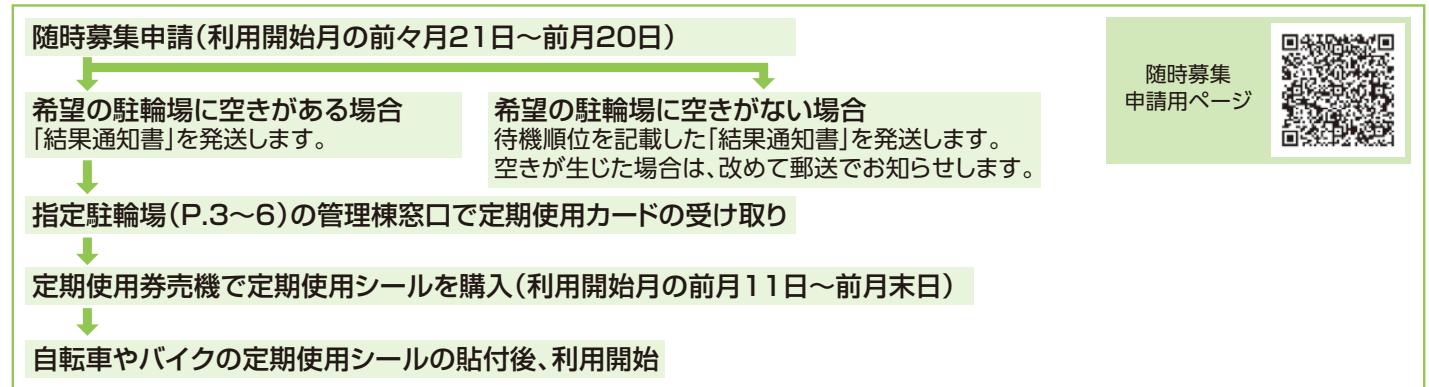 随時募集申請(利用開始月の前々月21日～前月20日)
希望の駐輪場に空きがある場合
「結果通知書」を発送します。
希望の駐輪場に空きがない場合
待機順位を記載した「結果通知書」を発送します。
空きが生じた場合は、改めて郵送でお知らせします。
指定駐輪場(P.3～6)の管理棟窓口で定期使用カードの受け取り
定期使用券売機で定期使用シールを購入(利用開始月の前月11日～前月末日)
自転車やバイクの定期使用シールの貼付後、利用開始
随時募集
申請用ページ